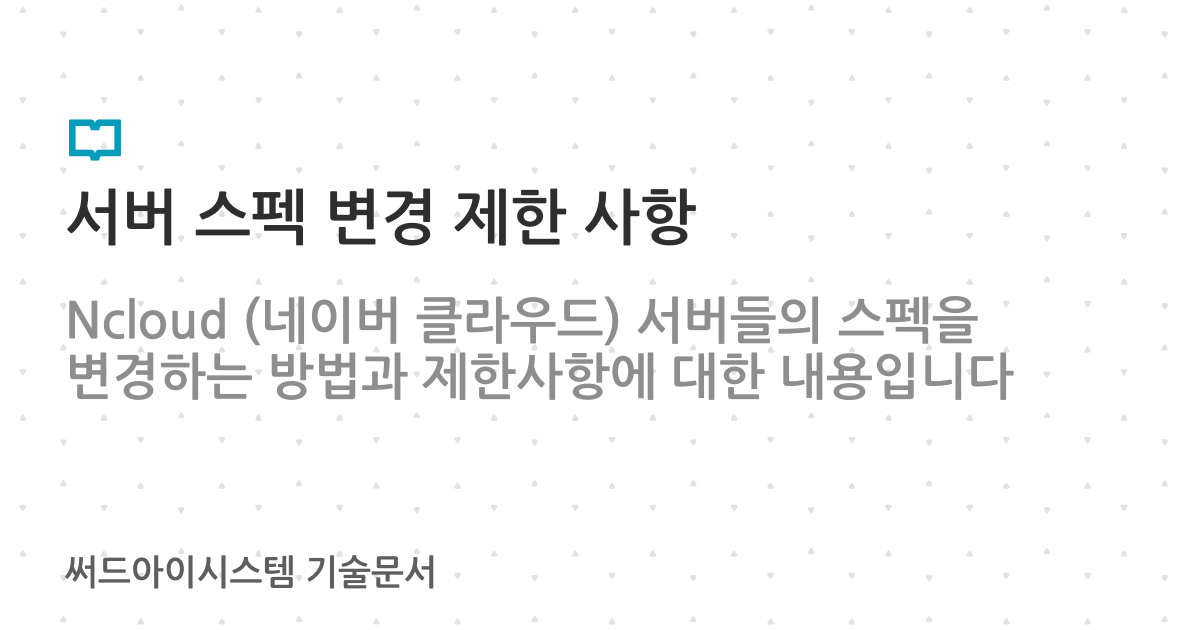 서버 스펙 변경 제한 사항
Ncloud (네이버 클라우드) 서버들의 스펙을
변경하는 방법과 제한사항에 대한 내용입니다
써드아이시스템 기술문서